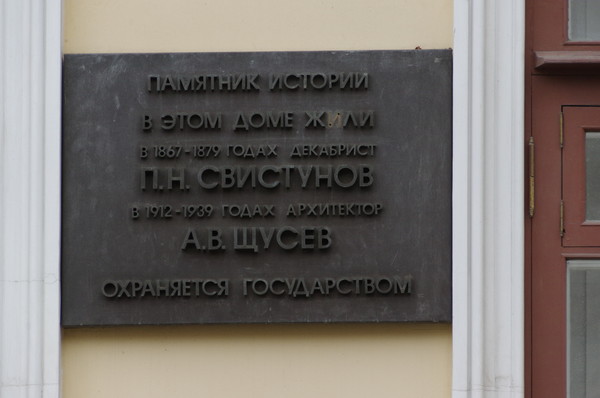 ПАМЯТНИК ИСТОРИИ
В ЭТОМ ДОМЕ ЖИЛИ
В 1867-1879 ГОДАХ ДЕКАБРИСТ
П.Н. СВИСТУНОВ
В 1912-1939 ГОДАХ АРХИТЕКТОР
А.В. ЩУСЕВ
ОХРАНЯЕТСЯ ГОСУДАРСТВОМ